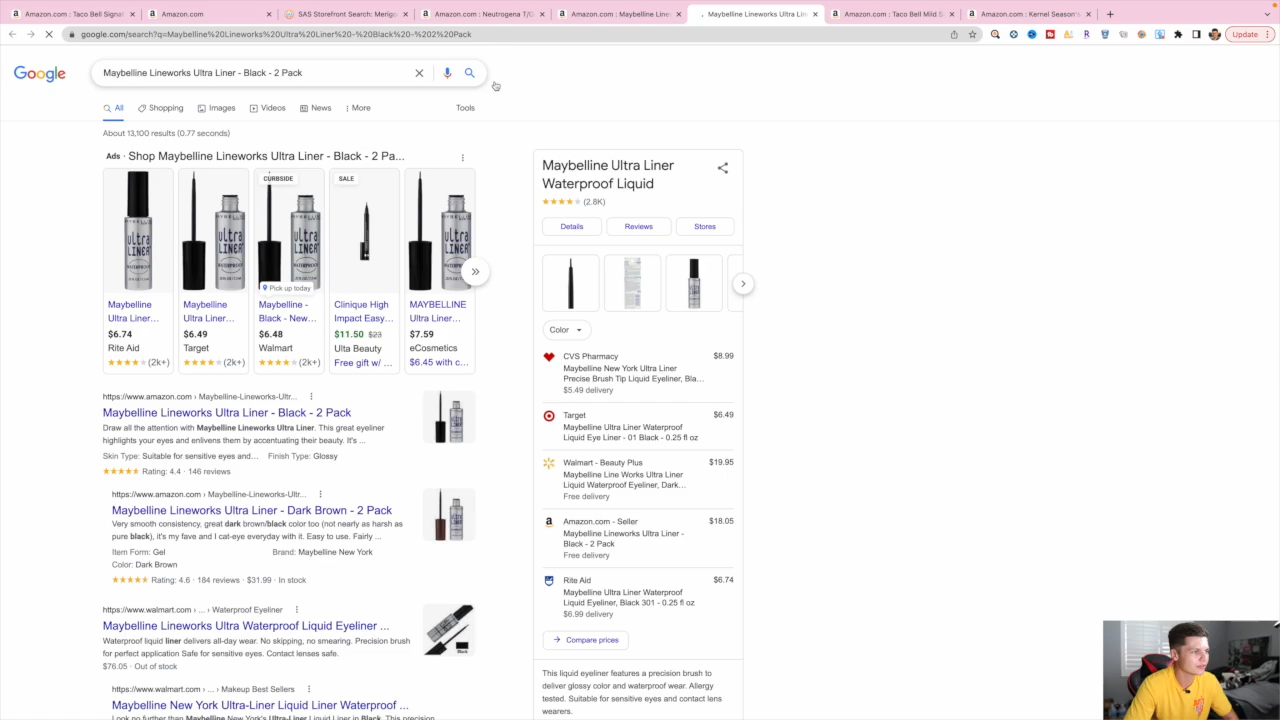 Amazon.com : Taco Bell Signat
Amazon.com
SAS Storefront Search: Merige
Amazon.com : Neutrogena T/G
Amazon.com : Maybelline Line
Maybelline Lineworks Ultra Lin
Amazon.com : Taco Bell Mild S
Amazon.com : Kernel Season's
google.com/search?q=Maybelline%20Lineworks%20Ultra%20Liner%20-%20Black%20-%202%20Pack
Update
Google
Maybelline Lineworks Ultra Liner - Black - 2 Pack
All
Shopping
Images
Videos
News
More
Tools
About 13,100 results (0.77 seconds)
Ads · Shop Maybelline Lineworks Ultra Liner - Black - 2 Pa...
CURBSIDE
SALE
ultra
LINER
Pick up today
Maybelline
Ultra Liner...
$6.74
Rite Aid
(2k+)
Maybelline
Ultra Liner...
$6.49
Target
(2k+)
Maybelline -
Black - New...
$6.48
Walmart
(2k+)
Clinique High
Impact Easy...
$11.50 $23
Ulta Beauty
Free gift w/ ...
MAYBELLINE
Ultra Liner...
$7.59
eCosmetics
$6.45 with c...
https://www.amazon.com › Maybelline-Lineworks-Ultr...
Maybelline Lineworks Ultra Liner - Black - 2 Pack
Draw all the attention with Maybelline Lineworks Ultra Liner. This great eyeliner
highlights your eyes and enlivens them by accentuating their beauty. It's ...
Skin Type: Suitable for sensitive eyes and... Finish Type: Glossy
Rating: 4.4 · 146 reviews
https://www.amazon.com › Maybelline-Lineworks-Ultr...
Maybelline Lineworks Ultra Liner - Dark Brown - 2 Pack
Very smooth consistency, great dark brown/black color too (not nearly as harsh as
pure black), it's my fave and I cat-eye everyday with it. Easy to use. Fairly ...
Item Form: Gel Brand: Maybelline New York
Color: Dark Brown
Rating: 4.6 · 184 reviews · $31.99 · In stock
https://www.walmart.com › ... › Waterproof Eyeliner
Maybelline Lineworks Ultra Waterproof Liquid Eyeliner ...
Waterproof liquid liner delivers all-day wear. No skipping, no smearing. Precision brush
for perfect application Safe for sensitive eyes. Contact lenses safe.
$76.05 · Out of stock
Black
https://www.walmart.com › ... › Makeup Best Sellers
Maybelline New York Ultra-Liner Liquid Liner Waterproof ...
Look no further than Maybelline New York's Ultra-Liner Liquid Liner in Black. This precision
Maybelline Ultra Liner
Waterproof Liquid
(2.8K)
Details
Reviews
Stores
Color
CVS Pharmacy $8.99
Maybelline New York Ultra Liner
Precise Brush Tip Liquid Eyeliner, Bla...
$5.49 delivery
Target $6.49
Maybelline Ultra Liner Waterproof
Liquid Eye Liner - 01 Black - 0.25 fl oz
Walmart - Beauty Plus $19.95
Maybelline Line Works Ultra Liner
Liquid Waterproof Eyeliner, Dark...
Free delivery
Amazon.com - Seller $18.05
Maybelline Lineworks Ultra Liner -
Black - 2 Pack
Free delivery
Rite Aid $6.74
Maybelline Ultra Liner Waterproof
Liquid Eyeliner, Black 301 - 0.25 fl oz
$6.99 delivery
Compare prices
This liquid eyeliner features a precision brush to
deliver glossy color and waterproof wear. Allergy
tested. Suitable for sensitive eyes and contact lens
wearers.